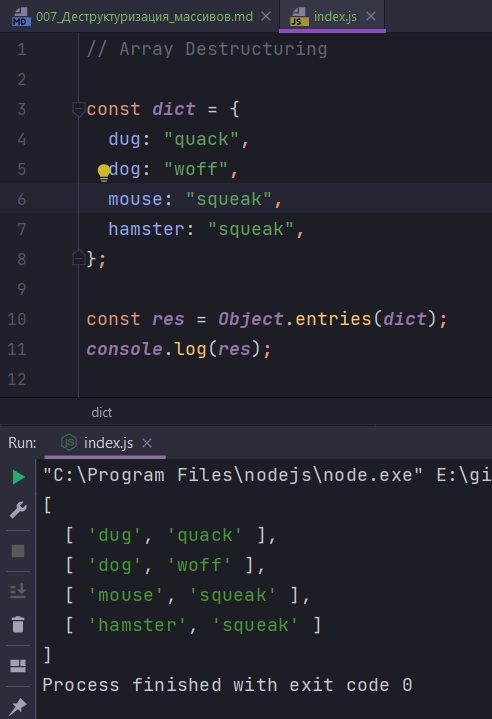 MD 007_Деструктуризация_массивов.md JS index.js
1 // Array Destructuring
2
3 const dict = {
4 dug: "quack",
5 dog: "woff",
6 mouse: "squeak",
7 hamster: "squeak",
8 };
9
10 const res = Object.entries(dict);
11 console.log(res);
12
dict
Run: JS index.js
"C:\Program Files\nodejs\node.exe" E:\gi
[
[ 'dug', 'quack' ],
[ 'dog', 'woff' ],
[ 'mouse', 'squeak' ],
[ 'hamster', 'squeak' ]
]
Process finished with exit code 0